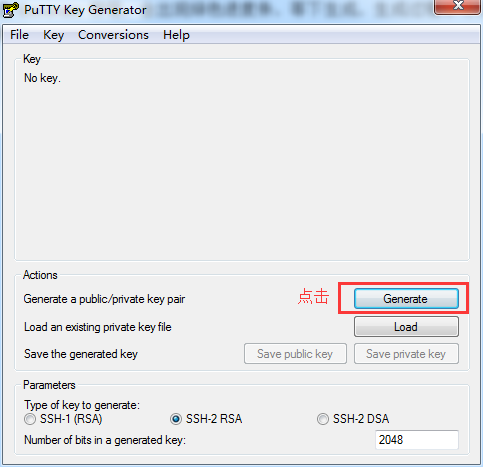 PuTTY Key Generator
File Key Conversions Help
Key
No key.
Actions
Generate a public/private key pair
点击
Generate
Load an existing private key file
Load
Save the generated key
Save public key
Save private key
Parameters
Type of key to generate:
SSH-1 (RSA)
SSH-2 RSA
SSH-2 DSA
Number of bits in a generated key:
2048